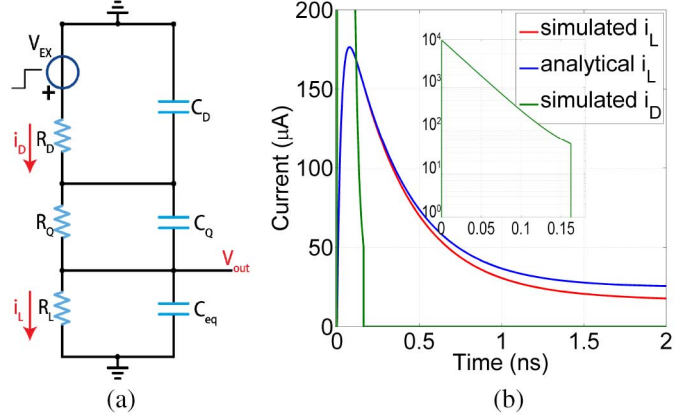 V_EX
+
i_D
R_D
C_D
R_Q
C_Q
V_out
i_L
R_L
C_eq
(a)
200
150
100
50
0
Current (μA)
simulated i_L
analytical i_L
simulated i_D
10^4
10^3
10^2
10^1
10^0
0 0.05 0.1 0.15
0 0.5 1 1.5 2
Time (ns)
(b)